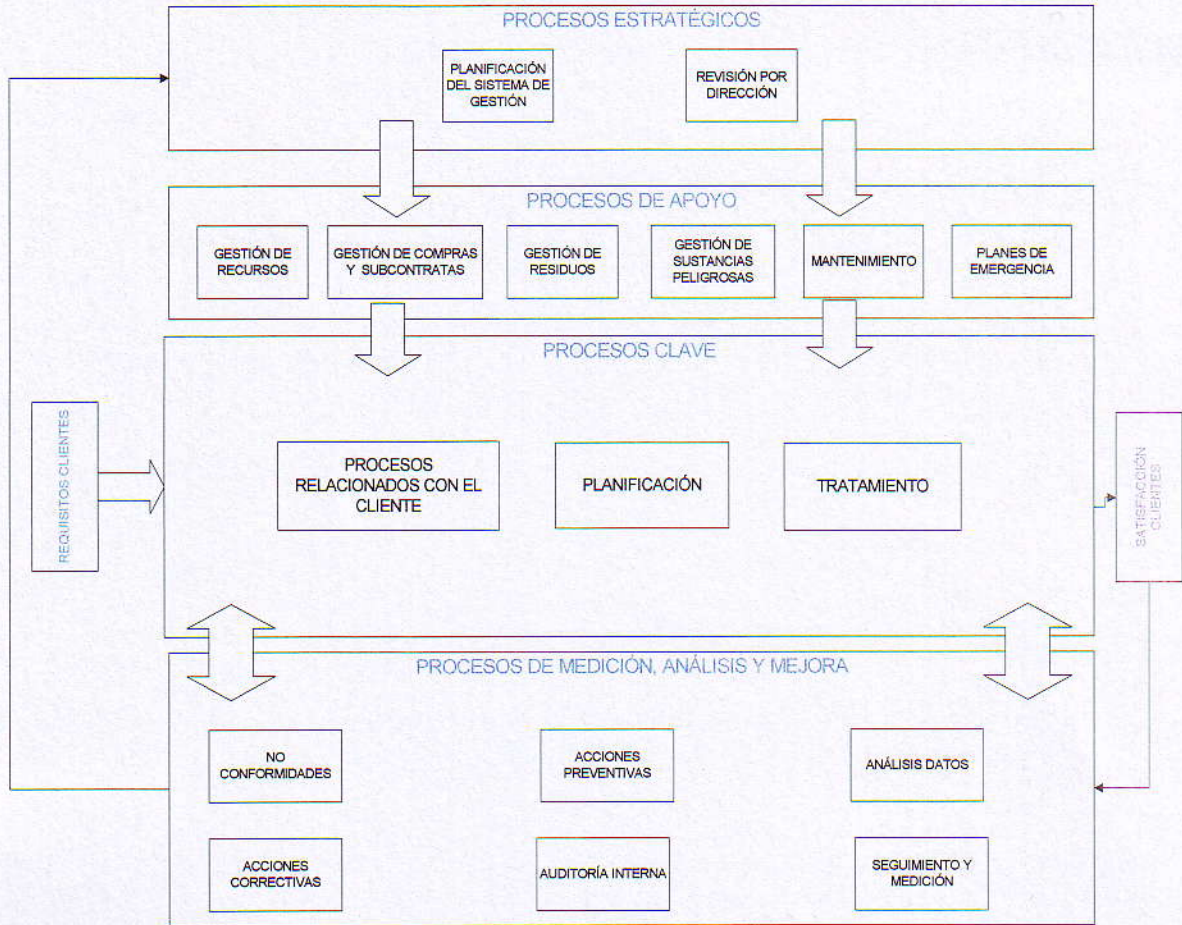 PROCESOS ESTRATÉGICOS
PLANIFICACIÓN
DEL SISTEMA DE
GESTIÓN
REVISIÓN POR
DIRECCIÓN
PROCESOS DE APOYO
GESTIÓN DE
RECURSOS
GESTIÓN DE COMPRAS
Y SUBCONTRATAS
GESTIÓN DE
RESIDUOS
GESTIÓN DE
SUSTANCIAS
PELIGROSAS
MANTENIMIENTO
PLANES DE
EMERGENCIA
PROCESOS CLAVE
REQUISITOS CLIENTES
PROCESOS
RELACIONADOS CON EL
CLIENTE
PLANIFICACIÓN
TRATAMIENTO
SATISFACCIÓN
CLIENTES
PROCESOS DE MEDICIÓN, ANÁLISIS Y MEJORA
NO
CONFORMIDADES
ACCIONES
PREVENTIVAS
ANÁLISIS DATOS
ACCIONES
CORRECTIVAS
AUDITORÍA INTERNA
SEGUIMIENTO Y
MEDICIÓN